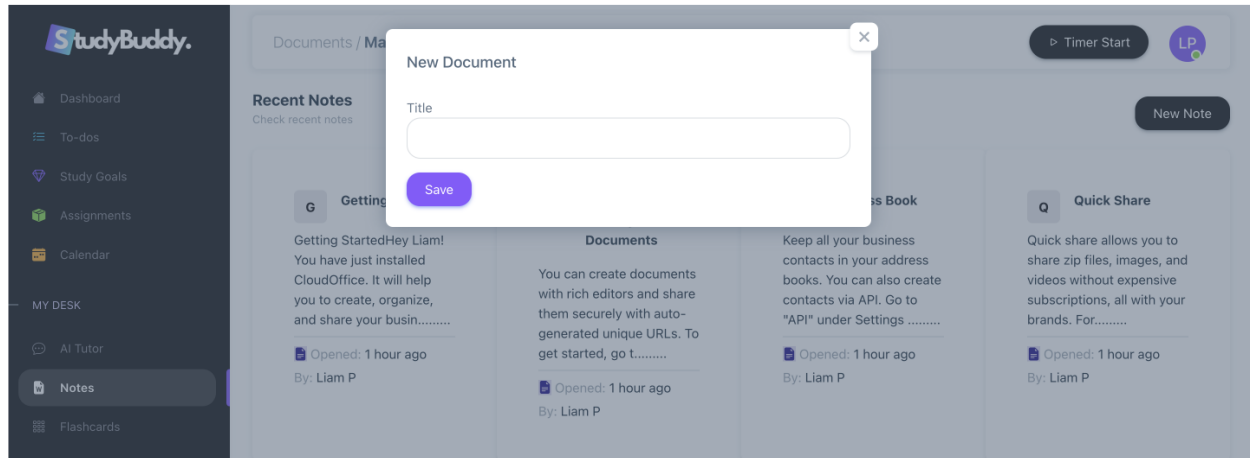 StudyBuddy.
Dashboard
To-dos
Study Goals
Assignments
Calendar
MY DESK
AI Tutor
Notes
Flashcards
Documents / Ma
Timer Start
LP
Recent Notes
Check recent notes
New Note
New Document
Title
Save
G
Getting
Getting StartedHey Liam!
You have just installed
CloudOffice. It will help
you to create, organize,
and share your busin.........
Opened: 1 hour ago
By: Liam P
Documents
You can create documents
with rich editors and share
them securely with auto-
generated unique URLs. To
get started, go t.........
Opened: 1 hour ago
By: Liam P
ss Book
Keep all your business
contacts in your address
books. You can also create
contacts via API. Go to
"API" under Settings .........
Opened: 1 hour ago
By: Liam P
Q
Quick Share
Quick share allows you to
share zip files, images, and
videos without expensive
subscriptions, all with your
brands. For.........
Opened: 1 hour ago
By: Liam P